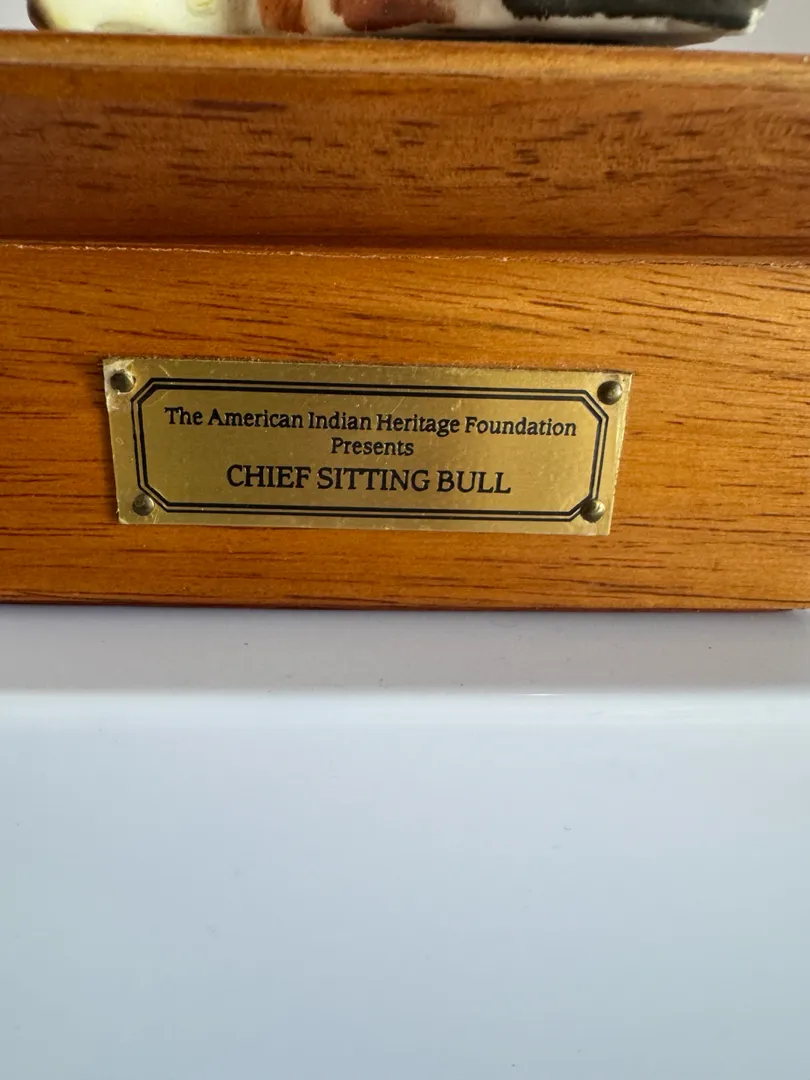 The American Indian Heritage Foundation
Presents
CHIEF SITTING BULL